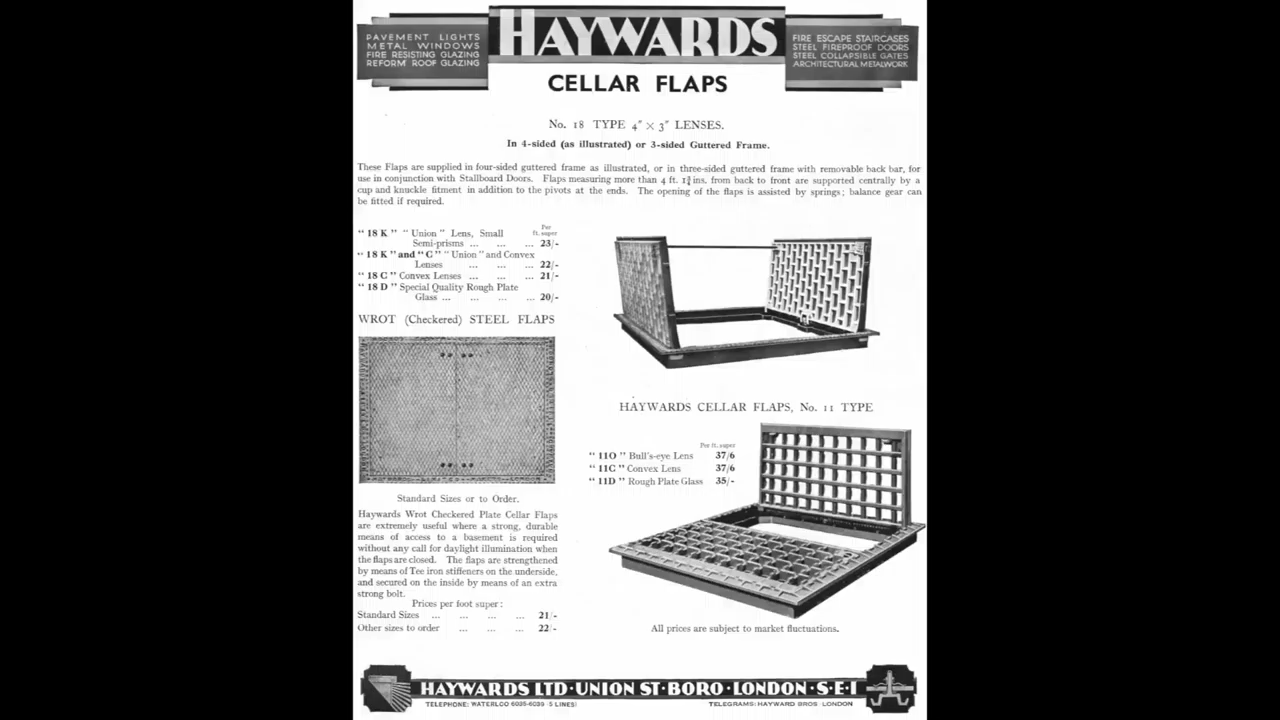 PAVEMENT LIGHTS
METAL WINDOWS
FIRE RESISTING GLAZING
REFORM ROOF GLAZING
HAYWARDS
FIRE ESCAPE STAIRCASES
STEEL FIREPROOF DOORS
STEEL COLLAPSIBLE GATES
ARCHITECTURAL METALWORK
CELLAR FLAPS
No. 18 TYPE 4" × 3" LENSES.
In 4-sided (as illustrated) or 3-sided Guttered Frame.
These Flaps are supplied in four-sided guttered frame as illustrated, or in three-sided guttered frame with removable back bar, for
use in conjunction with Stallboard Doors. Flaps measuring more than 4 ft. 1¾ ins. from back to front are supported centrally by a
cup and knuckle fitment in addition to the pivots at the ends. The opening of the flaps is assisted by springs; balance gear can
be fitted if required.
Per
ft. super
"18 K" "Union" Lens, Small
Semi-prisms ... ... ... 23/-
"18 K" and "C" "Union" and Convex
Lenses ... ... ... 22/-
"18 C" Convex Lenses ... ... ... 21/-
"18 D" Special Quality Rough Plate
Glass ... ... ... ... 20/-
WROT (Checkered) STEEL FLAPS
Standard Sizes or to Order.
Haywards Wrot Checkered Plate Cellar Flaps
are extremely useful where a strong, durable
means of access to a basement is required
without any call for daylight illumination when
the flaps are closed. The flaps are strengthened
by means of Tee iron stiffeners on the underside,
and secured on the inside by means of an extra
strong bolt.
Prices per foot super:
Standard Sizes ... ... ... ... 21/-
Other sizes to order ... ... ... 22/-
HAYWARDS CELLAR FLAPS, No. 11 TYPE
Per ft. super
"11O" Bull's-eye Lens 37/6
"11C" Convex Lens 37/6
"11D" Rough Plate Glass 35/-
All prices are subject to market fluctuations.
HAYWARDS LTD·UNION ST·BORO·LONDON·S·E·1
TELEPHONE: WATERLOO 6035-6039 (5 LINES)
TELEGRAMS: HAYWARD BROS LONDON